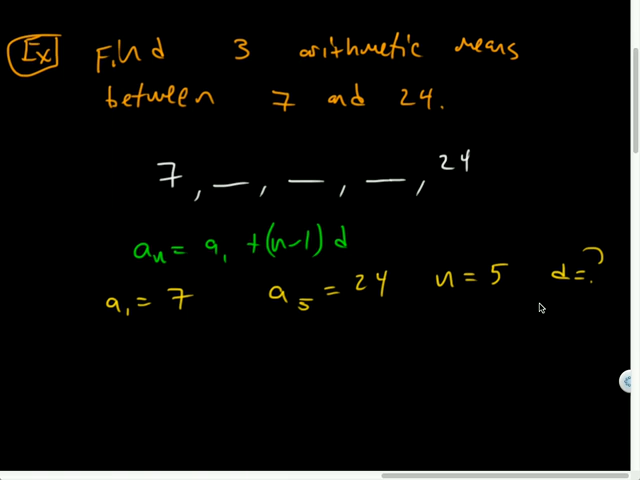 Ex Find 3 arithmetic means
between 7 and 24.
7, __, __, __, 24
aₙ = a₁ + (n-1) d
a₁ = 7 a₅ = 24 n = 5 d = ?